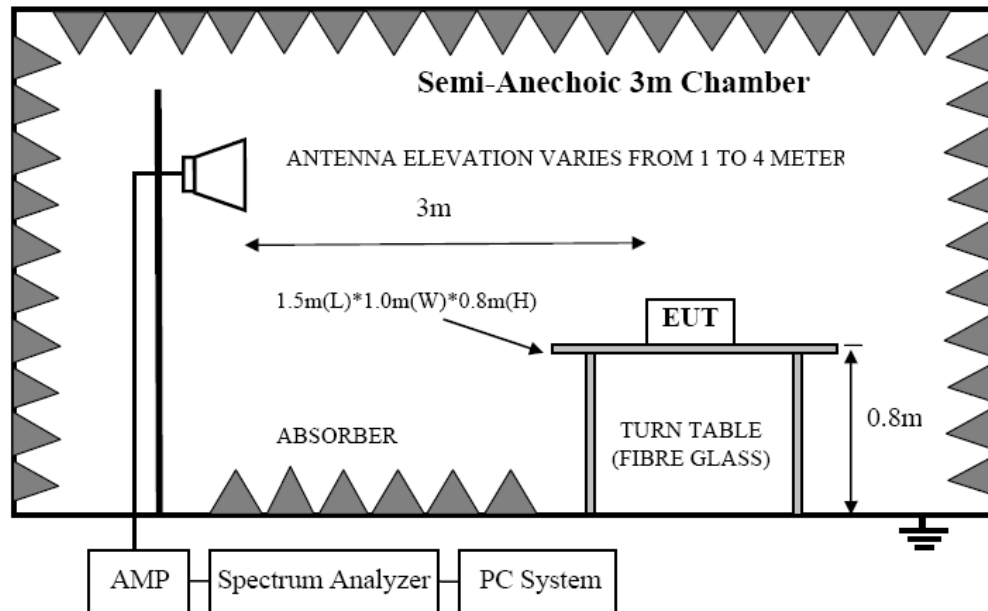 Semi-Anechoic 3m Chamber
ANTENNA ELEVATION VARIES FROM 1 TO 4 METER
3m
1.5m(L)*1.0m(W)*0.8m(H)
EUT
0.8m
ABSORBER
TURN TABLE
(FIBRE GLASS)
AMP
Spectrum Analyzer
PC System